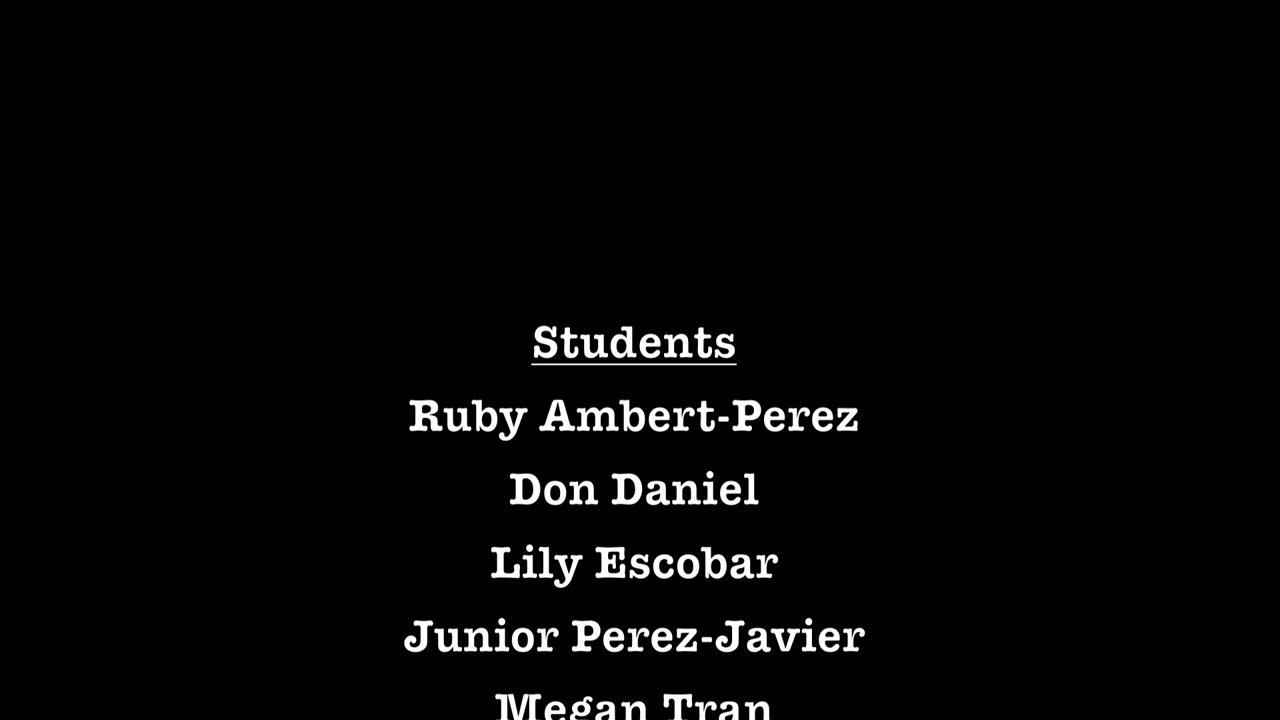 Students
Ruby Ambert-Perez
Don Daniel
Lily Escobar
Junior Perez-Javier
Megan Tran